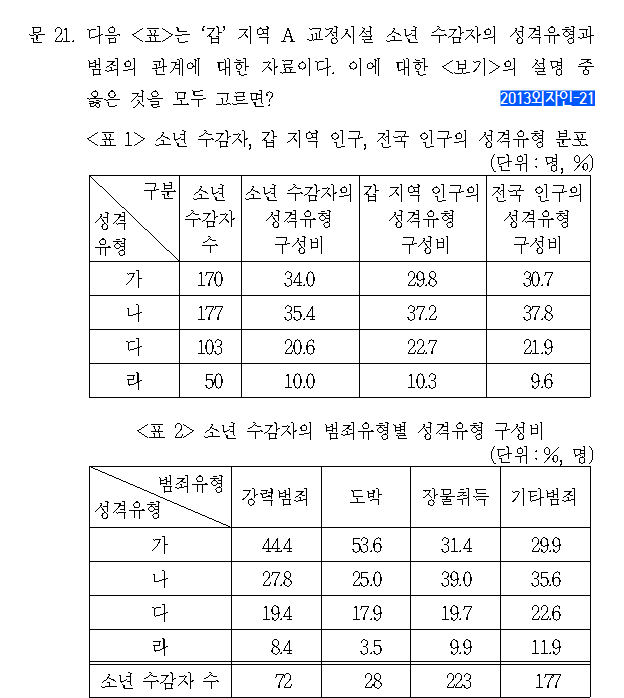 문 21. 다음 <표>는 ‘갑’ 지역 A 교정시설 소년 수감자의 성격유형과
범죄의 관계에 대한 자료이다. 이에 대한 <보기>의 설명 중
옳은 것을 모두 고르면?
2013외자인-21
<표 1> 소년 수감자, 갑 지역 인구, 전국 인구의 성격유형 분포
(단위 : 명, %)
구분 성격유형 소년 수감자 수 소년 수감자의 성격유형 구성비 갑 지역 인구의 성격유형 구성비 전국 인구의 성격유형 구성비
가 170 34.0 29.8 30.7
나 177 35.4 37.2 37.8
다 103 20.6 22.7 21.9
라 50 10.0 10.3 9.6
<표 2> 소년 수감자의 범죄유형별 성격유형 구성비
(단위 : %, 명)
범죄유형 성격유형 강력범죄 도박 장물취득 기타범죄
가 44.4 53.6 31.4 29.9
나 27.8 25.0 39.0 35.6
다 19.4 17.9 19.7 22.6
라 8.4 3.5 9.9 11.9
소년 수감자 수 72 28 223 177